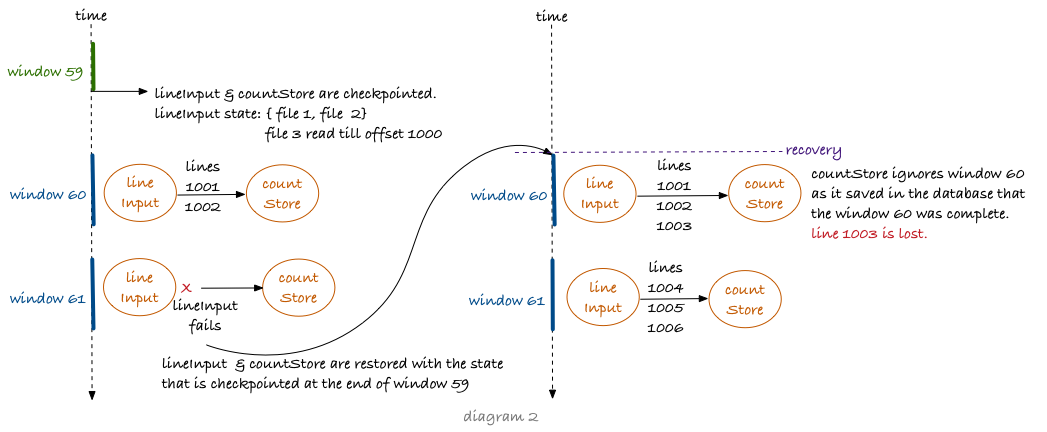 time
window 59
lineInput & countStore are checkpointed.
lineInput state: { file 1, file 2}
file 3 read till offset 1000
window 60
line
Input
lines
1001
1002
count
Store
window 61
line
Input
x
lineInput
fails
count
Store
lineInput & countStore are restored with the state
that is checkpointed at the end of window 59
time
recovery
window 60
line
Input
lines
1001
1002
1003
count
Store
countStore ignores window 60
as it saved in the database that
the window 60 was complete.
line 1003 is lost.
window 61
line
Input
lines
1004
1005
1006
count
Store
diagram 2